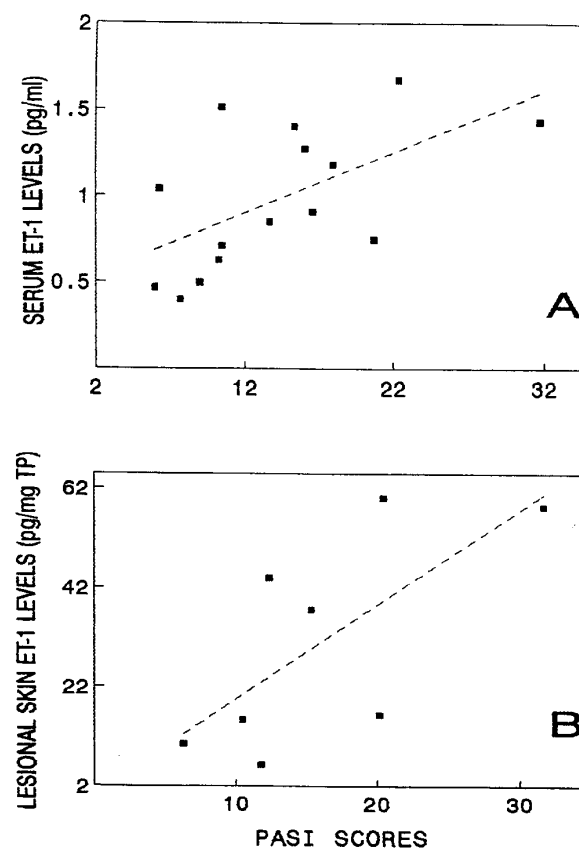 SERUM ET-1 LEVELS (pg/ml)
2
1.5
1
0.5
A
2 12 22 32
LESIONAL SKIN ET-1 LEVELS (pg/mg TP)
62
42
22
2
B
10 20 30
PASI SCORES